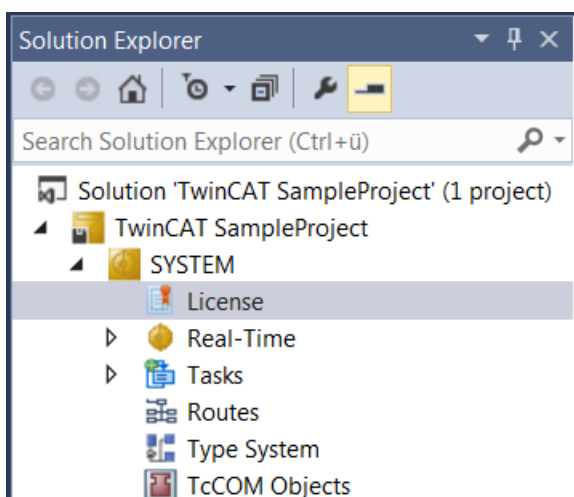 Solution Explorer
Search Solution Explorer (Ctrl+ü)
Solution 'TwinCAT SampleProject' (1 project)
TwinCAT SampleProject
SYSTEM
License
Real-Time
Tasks
Routes
Type System
TcCOM Objects